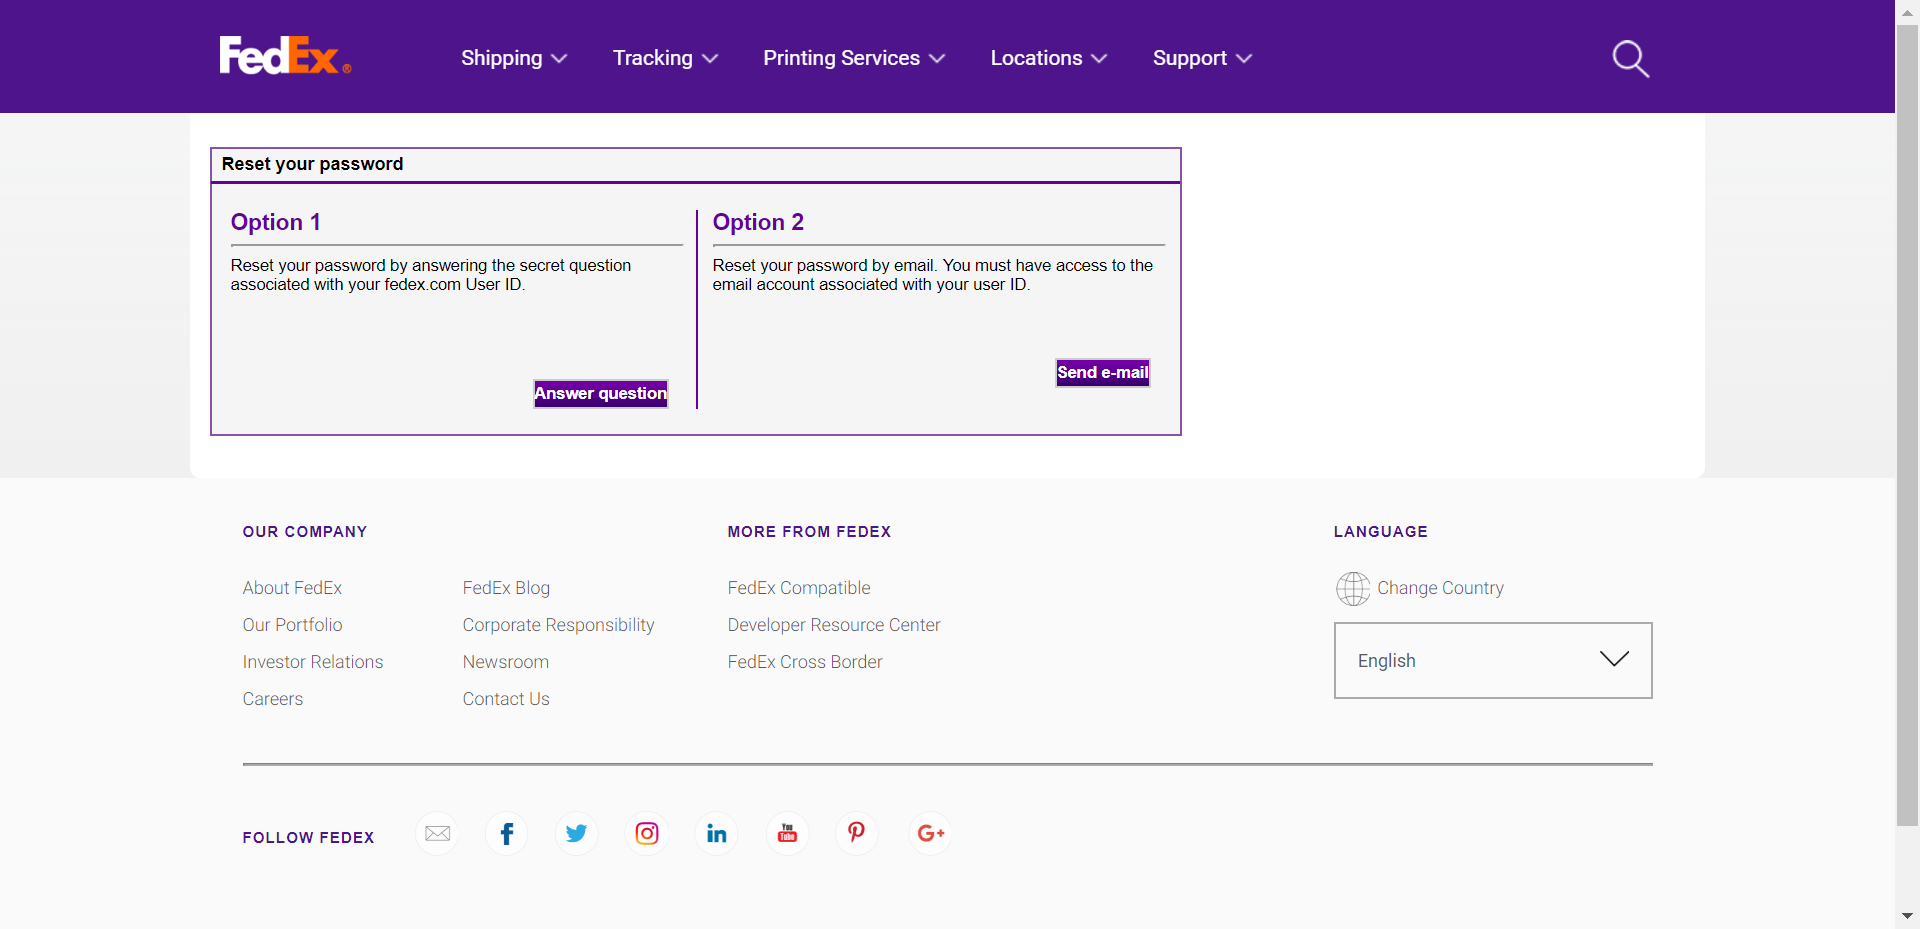 FedEx®
Shipping
Tracking
Printing Services
Locations
Support
Reset your password
Option 1
Reset your password by answering the secret question
associated with your fedex.com User ID.
Answer question
Option 2
Reset your password by email. You must have access to the
email account associated with your user ID.
Send e-mail
OUR COMPANY
About FedEx
Our Portfolio
Investor Relations
Careers
FedEx Blog
Corporate Responsibility
Newsroom
Contact Us
MORE FROM FEDEX
FedEx Compatible
Developer Resource Center
FedEx Cross Border
LANGUAGE
Change Country
English
FOLLOW FEDEX
f
in
You
Tube
G+